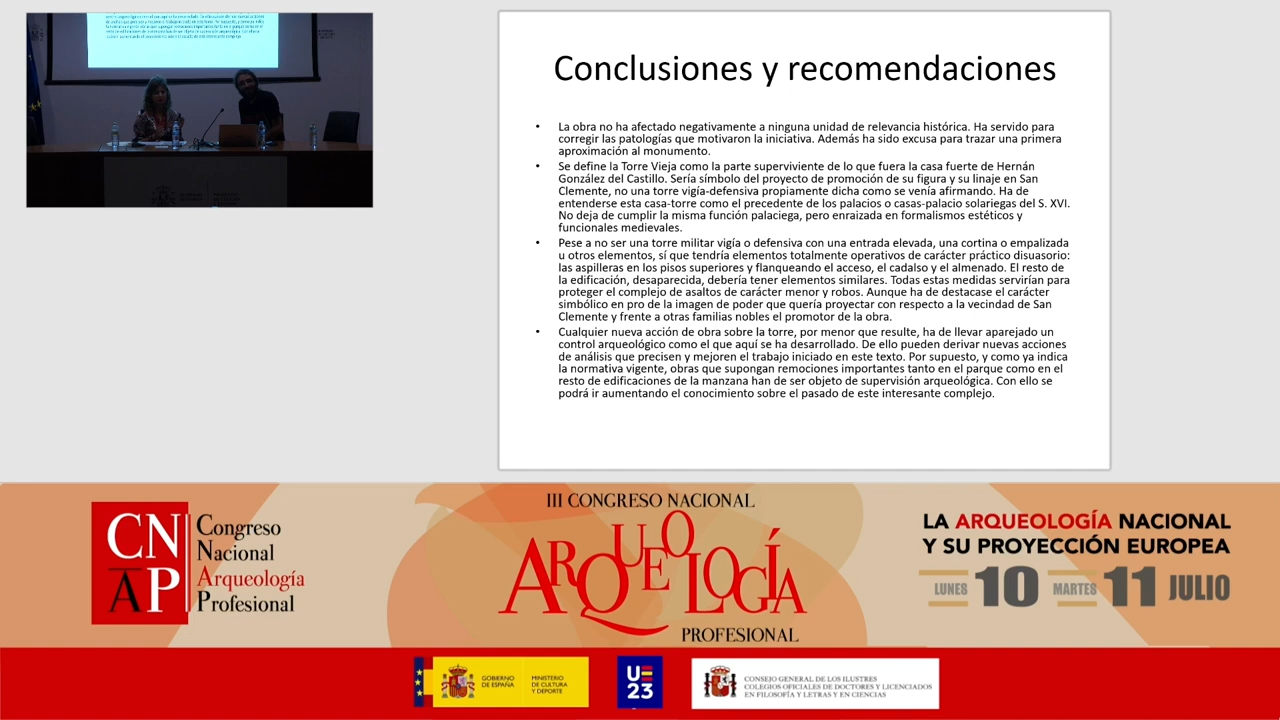 Conclusiones y recomendaciones
• La obra no ha afectado negativamente a ninguna unidad de relevancia histórica. Ha servido para
corregir las patologías que motivaron la iniciativa. Además ha sido excusa para trazar una primera
aproximación al monumento.
• Se define la Torre Vieja como la parte superviviente de lo que fuera la casa fuerte de Hernán
González del Castillo. Sería símbolo del proyecto de promoción de su figura y su linaje en San
Clemente, no una torre vigía-defensiva propiamente dicha como se venía afirmando. Ha de
entenderse esta casa-torre como el precedente de los palacios o casas-palacio solariegas del S. XVI.
No deja de cumplir la misma función palaciega, pero enraizada en formalismos estéticos y
funcionales medievales.
• Pese a no ser una torre militar vigía o defensiva con una entrada elevada, una cortina o empalizada
u otros elementos, sí que tendría elementos totalmente operativos de carácter práctico disuasorio:
las aspilleras en los pisos superiores y flanqueando el acceso, el cadalso y el almenado. El resto de
la edificación, desaparecida, debería tener elementos similares. Todas estas medidas servirían para
proteger el complejo de asaltos de carácter menor y robos. Aunque ha de destacase el carácter
simbólico en pro de la imagen de poder que quería proyectar con respecto a la vecindad de San
Clemente y frente a otras familias nobles el promotor de la obra.
• Cualquier nueva acción de obra sobre la torre, por menor que resulte, ha de llevar aparejado un
control arqueológico como el que aquí se ha desarrollado. De ello pueden derivar nuevas acciones
de análisis que precisen y mejoren el trabajo iniciado en este texto. Por supuesto, y como ya indica
la normativa vigente, obras que supongan remociones importantes tanto en el parque como en el
resto de edificaciones de la manzana han de ser objeto de supervisión arqueológica. Con ello se
podrá ir aumentando el conocimiento sobre el pasado de este interesante complejo.
CN
AP
Congreso
Nacional
Arqueología
Profesional
III CONGRESO NACIONAL
ARQUEOLOGÍA
PROFESIONAL
LA ARQUEOLOGÍA NACIONAL
Y SU PROYECCIÓN EUROPEA
LUNES 10 MARTES 11 JULIO
GOBIERNO
DE ESPAÑA
MINISTERIO
DE CULTURA
Y DEPORTE
UE
23
CONSEJO GENERAL DE LOS ILUSTRES
COLEGIOS OFICIALES DE DOCTORES Y LICENCIADOS
EN FILOSOFÍA Y LETRAS Y EN CIENCIAS